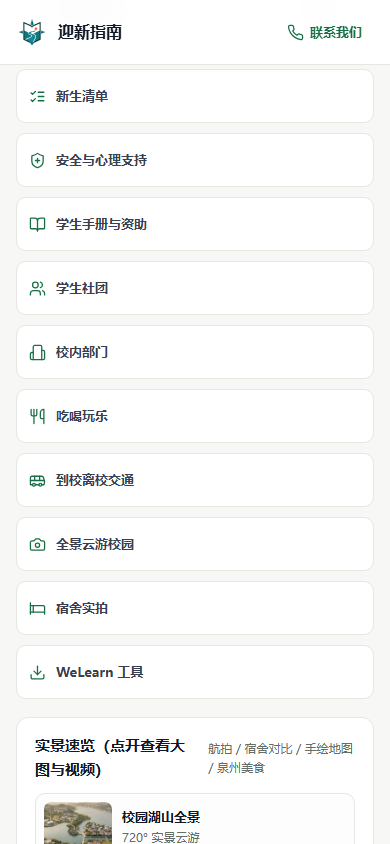 迎新指南
联系我们
新生清单
安全与心理支持
学生手册与资助
学生社团
校内部门
吃喝玩乐
到校离校交通
全景云游校园
宿舍实拍
WeLearn 工具
实景速览（点开查看大
图与视频）
航拍 / 宿舍对比 / 手绘地图
/ 泉州美食
校园湖山全景
720° 实景云游